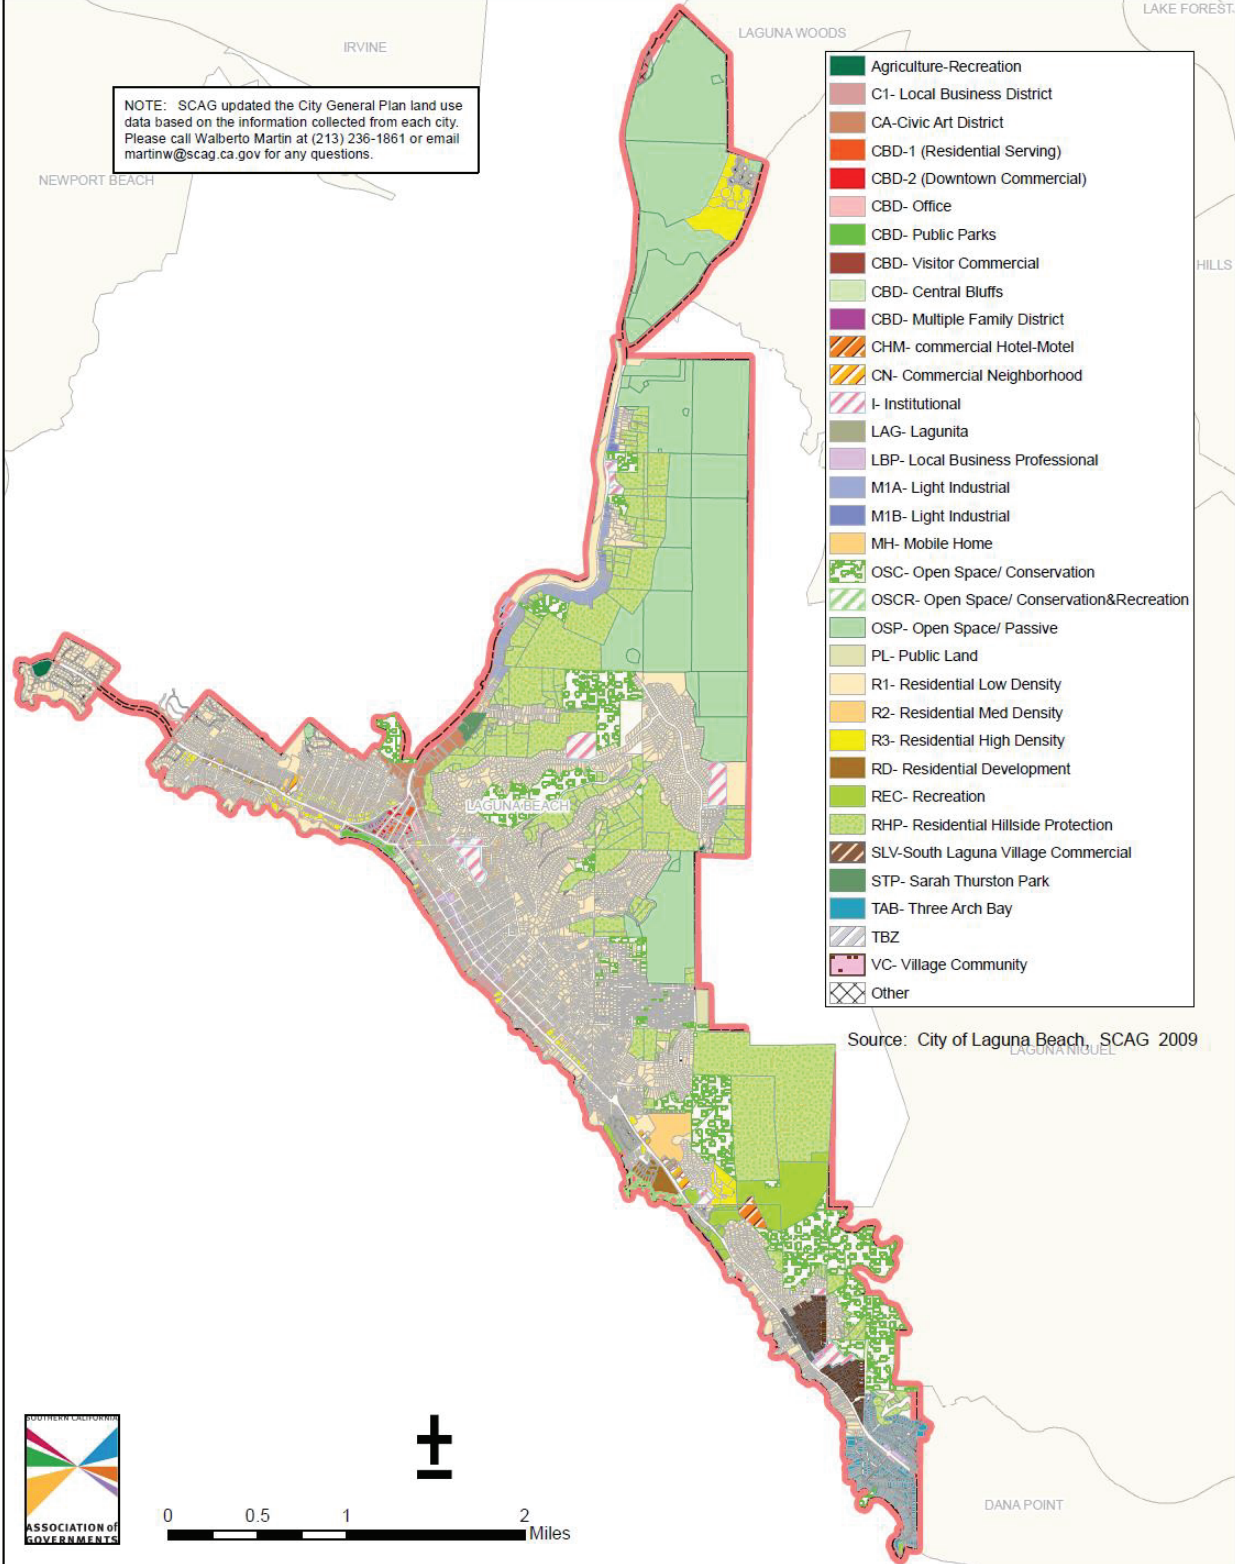 LAKE FOREST
LAGUNA WOODS
IRVINE
NOTE: SCAG updated the City General Plan land use
data based on the information collected from each city.
Please call Walberto Martin at (213) 236-1861 or email
martinw@scag.ca.gov for any questions.
NEWPORT BEACH
HILLS
Agriculture-Recreation
C1- Local Business District
CA-Civic Art District
CBD-1 (Residential Serving)
CBD-2 (Downtown Commercial)
CBD- Office
CBD- Public Parks
CBD- Visitor Commercial
CBD- Central Bluffs
CBD- Multiple Family District
CHM- commercial Hotel-Motel
CN- Commercial Neighborhood
I- Institutional
LAG- Lagunita
LBP- Local Business Professional
M1A- Light Industrial
M1B- Light Industrial
MH- Mobile Home
OSC- Open Space/ Conservation
OSCR- Open Space/ Conservation&Recreation
OSP- Open Space/ Passive
PL- Public Land
R1- Residential Low Density
R2- Residential Med Density
R3- Residential High Density
RD- Residential Development
REC- Recreation
RHP- Residential Hillside Protection
SLV-South Laguna Village Commercial
STP- Sarah Thurston Park
TAB- Three Arch Bay
TBZ
VC- Village Community
Other
LAGUNA BEACH
Source: City of Laguna Beach, SCAG 2009
LAGUNA NIGUEL
DANA POINT
SOUTHERN CALIFORNIA
ASSOCIATION of
GOVERNMENTS
0 0.5 1 2
Miles